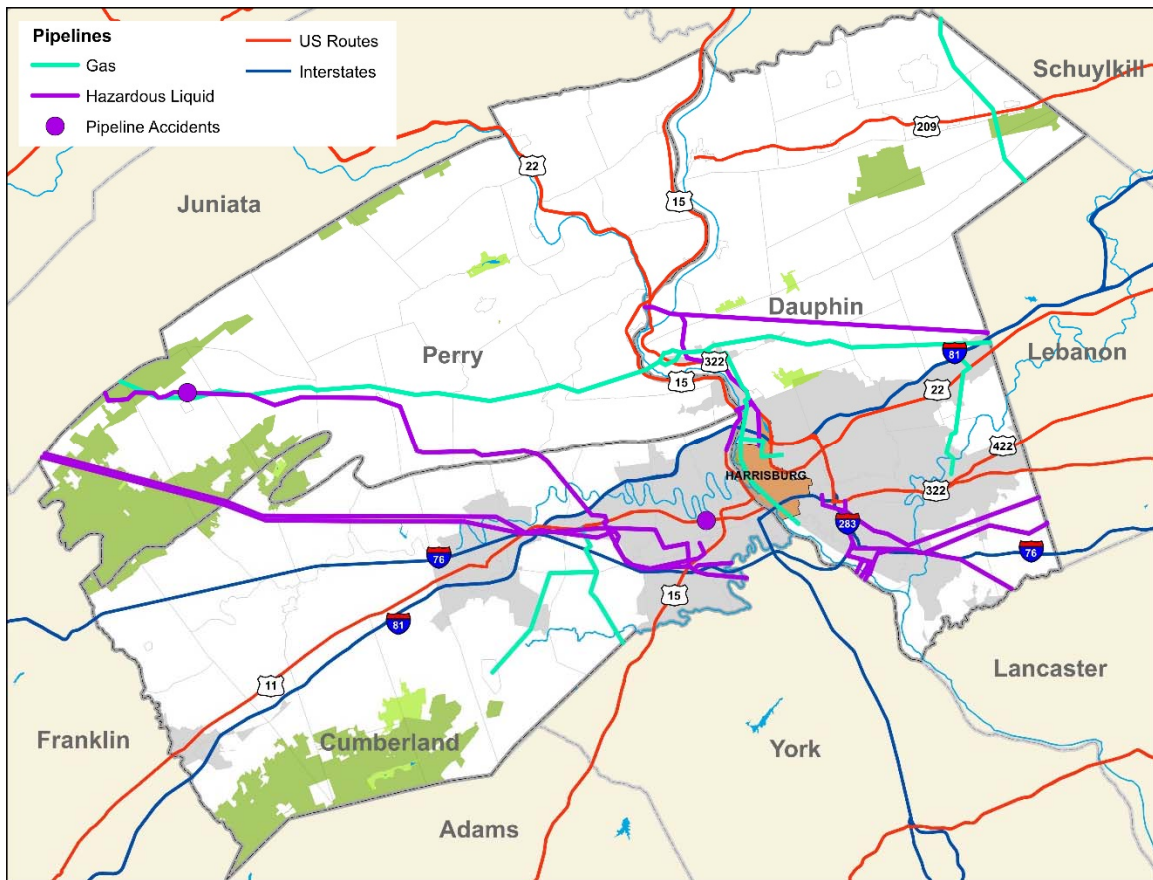 Pipelines
Gas
Hazardous Liquid
Pipeline Accidents
US Routes
Interstates
Schuylkill
209
22
Juniata
15
Dauphin
Perry
322
81
Lebanon
15
22
422
HARRISBURG
322
283
76
76
15
81
11
Lancaster
Franklin
Cumberland
York
Adams